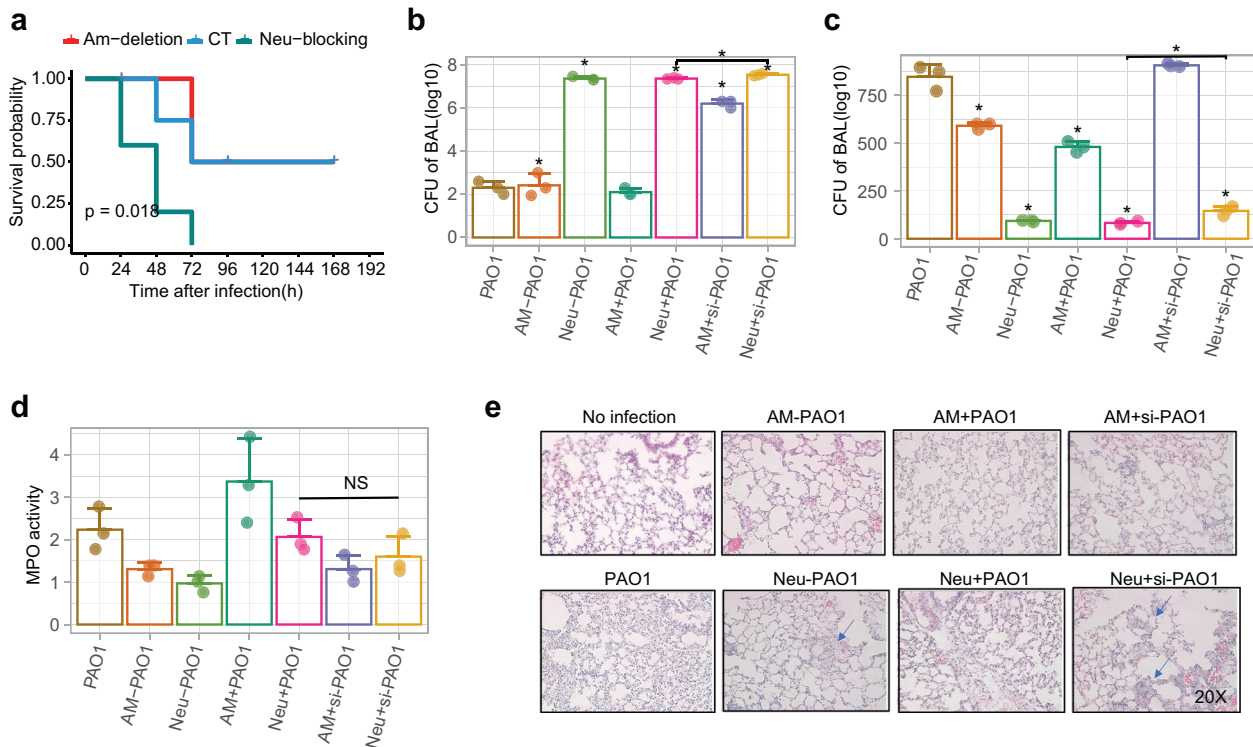 a
Am−deletion CT Neu−blocking
Survival probability
1.00
0.75
0.50
0.25
0.00
p = 0.018
0 24 48 72 96 120 144 168 192
Time after infection(h)
b
CFU of BAL(log10)
8
6
4
2
0
* * * * * *
PAO1
AM−PAO1
Neu−PAO1
AM+PAO1
Neu+PAO1
AM+si-PAO1
Neu+si-PAO1
c
CFU of BAL(log10)
750
500
250
0
* * * * * *
PAO1
AM−PAO1
Neu−PAO1
AM+PAO1
Neu+PAO1
AM+si-PAO1
Neu+si-PAO1
d
MPO activity
4
3
2
1
0
NS
PAO1
AM−PAO1
Neu−PAO1
AM+PAO1
Neu+PAO1
AM+si-PAO1
Neu+si-PAO1
e
No infection AM-PAO1 AM+PAO1 AM+si-PAO1
PAO1 Neu-PAO1 Neu+PAO1 Neu+si-PAO1
20X